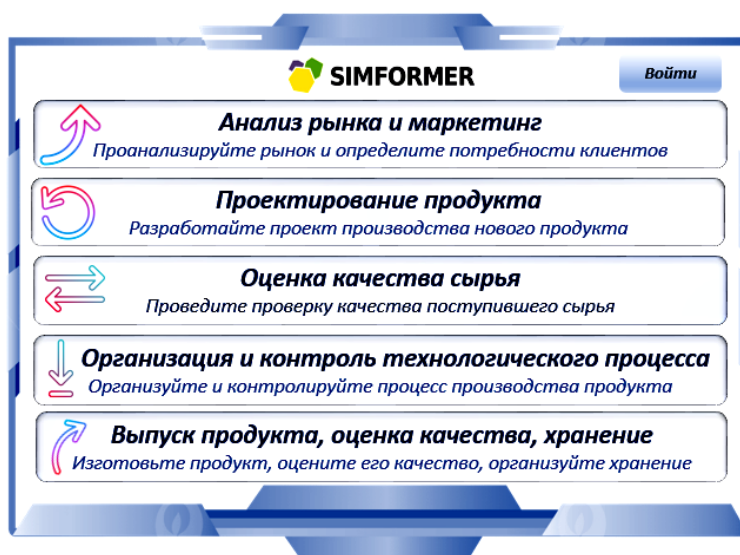 SIMFORMER
Войти
Анализ рынка и маркетинг
Проанализируйте рынок и определите потребности клиентов
Проектирование продукта
Разработайте проект производства нового продукта
Оценка качества сырья
Проведите проверку качества поступившего сырья
Организация и контроль технологического процесса
Организуйте и контролируйте процесс производства продукта
Выпуск продукта, оценка качества, хранение
Изготовьте продукт, оцените его качество, организуйте хранение